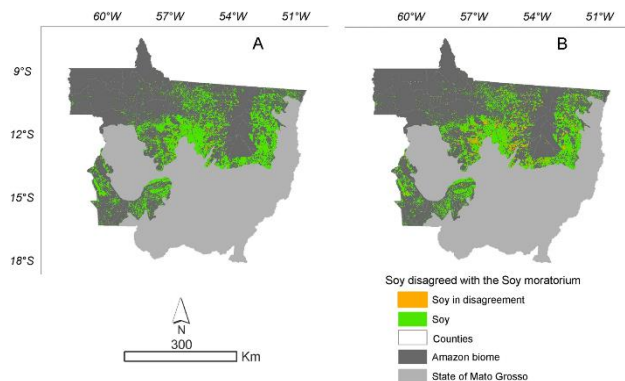 60°W 57°W 54°W 51°W 60°W 57°W 54°W 51°W
A B
9°S
12°S
15°S
18°S
Soy disagreed with the Soy moratorium
Soy in disagreement
Soy
Counties
Amazon biome
State of Mato Grosso
N
300
Km